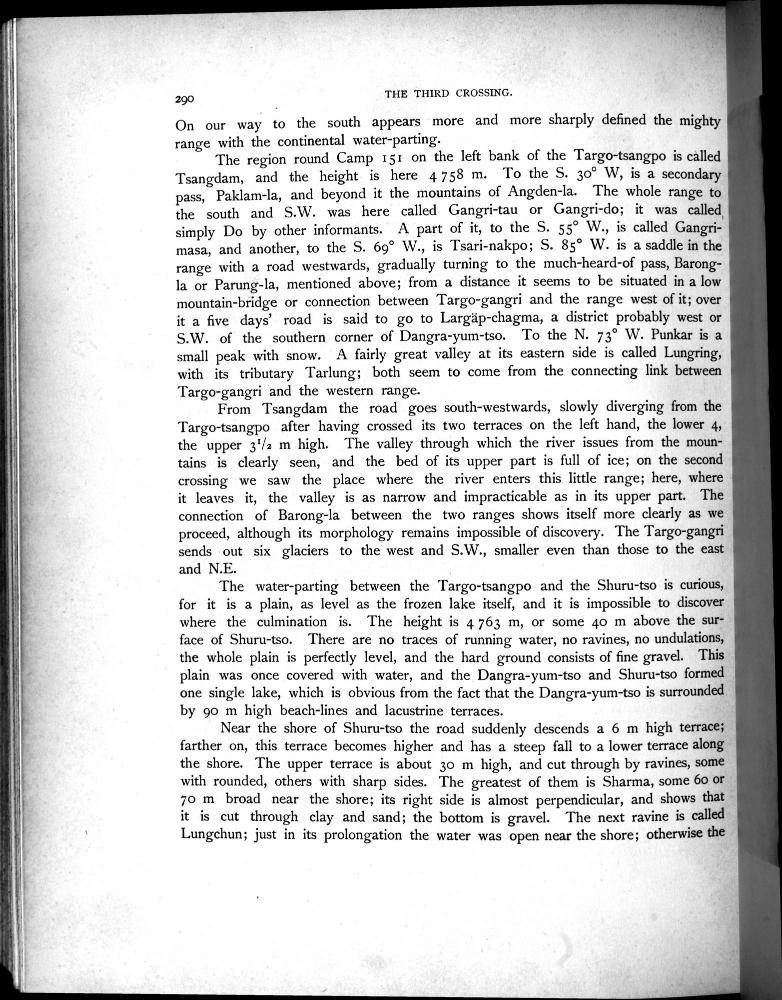 290
THE THIRD CROSSING.
On our way to the south appears more and more sharply defined the mighty
range with the continental water-parting.
The region round Camp 151 on the left bank of the Targo-tsangpo is called
Tsangdam, and the height is here 4 758 m. To the S. 30° W, is a secondary
pass, Paklam-la, and beyond it the mountains of Angden-la. The whole range to
the south and S.W. was here called Gangri-tau or Gangri-do; it was called
simply Do by other informants. A part of it, to the S. 55° W., is called Gangri-
masa, and another, to the S. 69° W., is Tsari-nakpo; S. 85° W. is a saddle in the
range with a road westwards, gradually turning to the much-heard-of pass, Barong-
la or Parung-la, mentioned above; from a distance it seems to be situated in a low
mountain-bridge or connection between Targo-gangri and the range west of it; over
it a five days' road is said to go to Largäp-chagma, a district probably west or
S.W. of the southern corner of Dangra-yum-tso. To the N. 73° W. Punkar is a
small peak with snow. A fairly great valley at its eastern side is called Lungring,
with its tributary Tarlung; both seem to come from the connecting link between
Targo-gangri and the western range.
From Tsangdam the road goes south-westwards, slowly diverging from the
Targo-tsangpo after having crossed its two terraces on the left hand, the lower 4,
the upper 3 1/2 m high. The valley through which the river issues from the moun-
tains is clearly seen, and the bed of its upper part is full of ice; on the second
crossing we saw the place where the river enters this little range; here, where
it leaves it, the valley is as narrow and impracticable as in its upper part. The
connection of Barong-la between the two ranges shows itself more clearly as we
proceed, although its morphology remains impossible of discovery. The Targo-gangri
sends out six glaciers to the west and S.W., smaller even than those to the east
and N.E.
The water-parting between the Targo-tsangpo and the Shuru-tso is curious,
for it is a plain, as level as the frozen lake itself, and it is impossible to discover
where the culmination is. The height is 4 763 m, or some 40 m above the sur-
face of Shuru-tso. There are no traces of running water, no ravines, no undulations,
the whole plain is perfectly level, and the hard ground consists of fine gravel. This
plain was once covered with water, and the Dangra-yum-tso and Shuru-tso formed
one single lake, which is obvious from the fact that the Dangra-yum-tso is surrounded
by 90 m high beach-lines and lacustrine terraces.
Near the shore of Shuru-tso the road suddenly descends a 6 m high terrace;
farther on, this terrace becomes higher and has a steep fall to a lower terrace along
the shore. The upper terrace is about 30 m high, and cut through by ravines, some
with rounded, others with sharp sides. The greatest of them is Sharma, some 60 or
70 m broad near the shore; its right side is almost perpendicular, and shows that
it is cut through clay and sand; the bottom is gravel. The next ravine is called
Lungchun; just in its prolongation the water was open near the shore; otherwise the